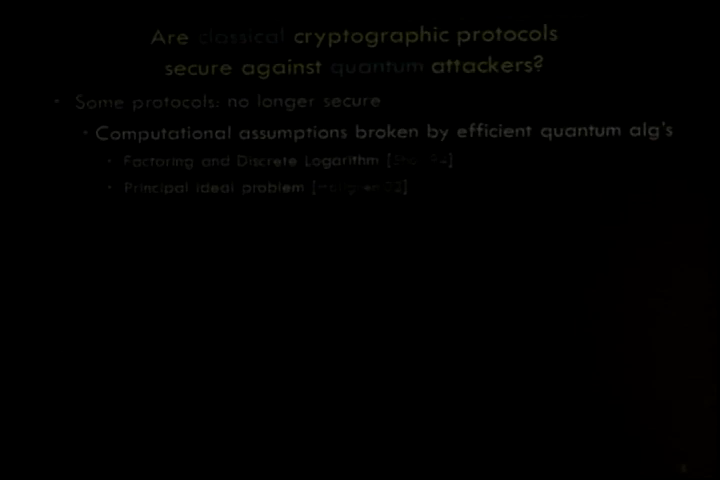 Are classical cryptographic protocols
secure against quantum attackers?
• Some protocols: no longer secure
• Computational assumptions broken by efficient quantum alg's
• Factoring and Discrete Logarithm [
• Principal ideal problem [